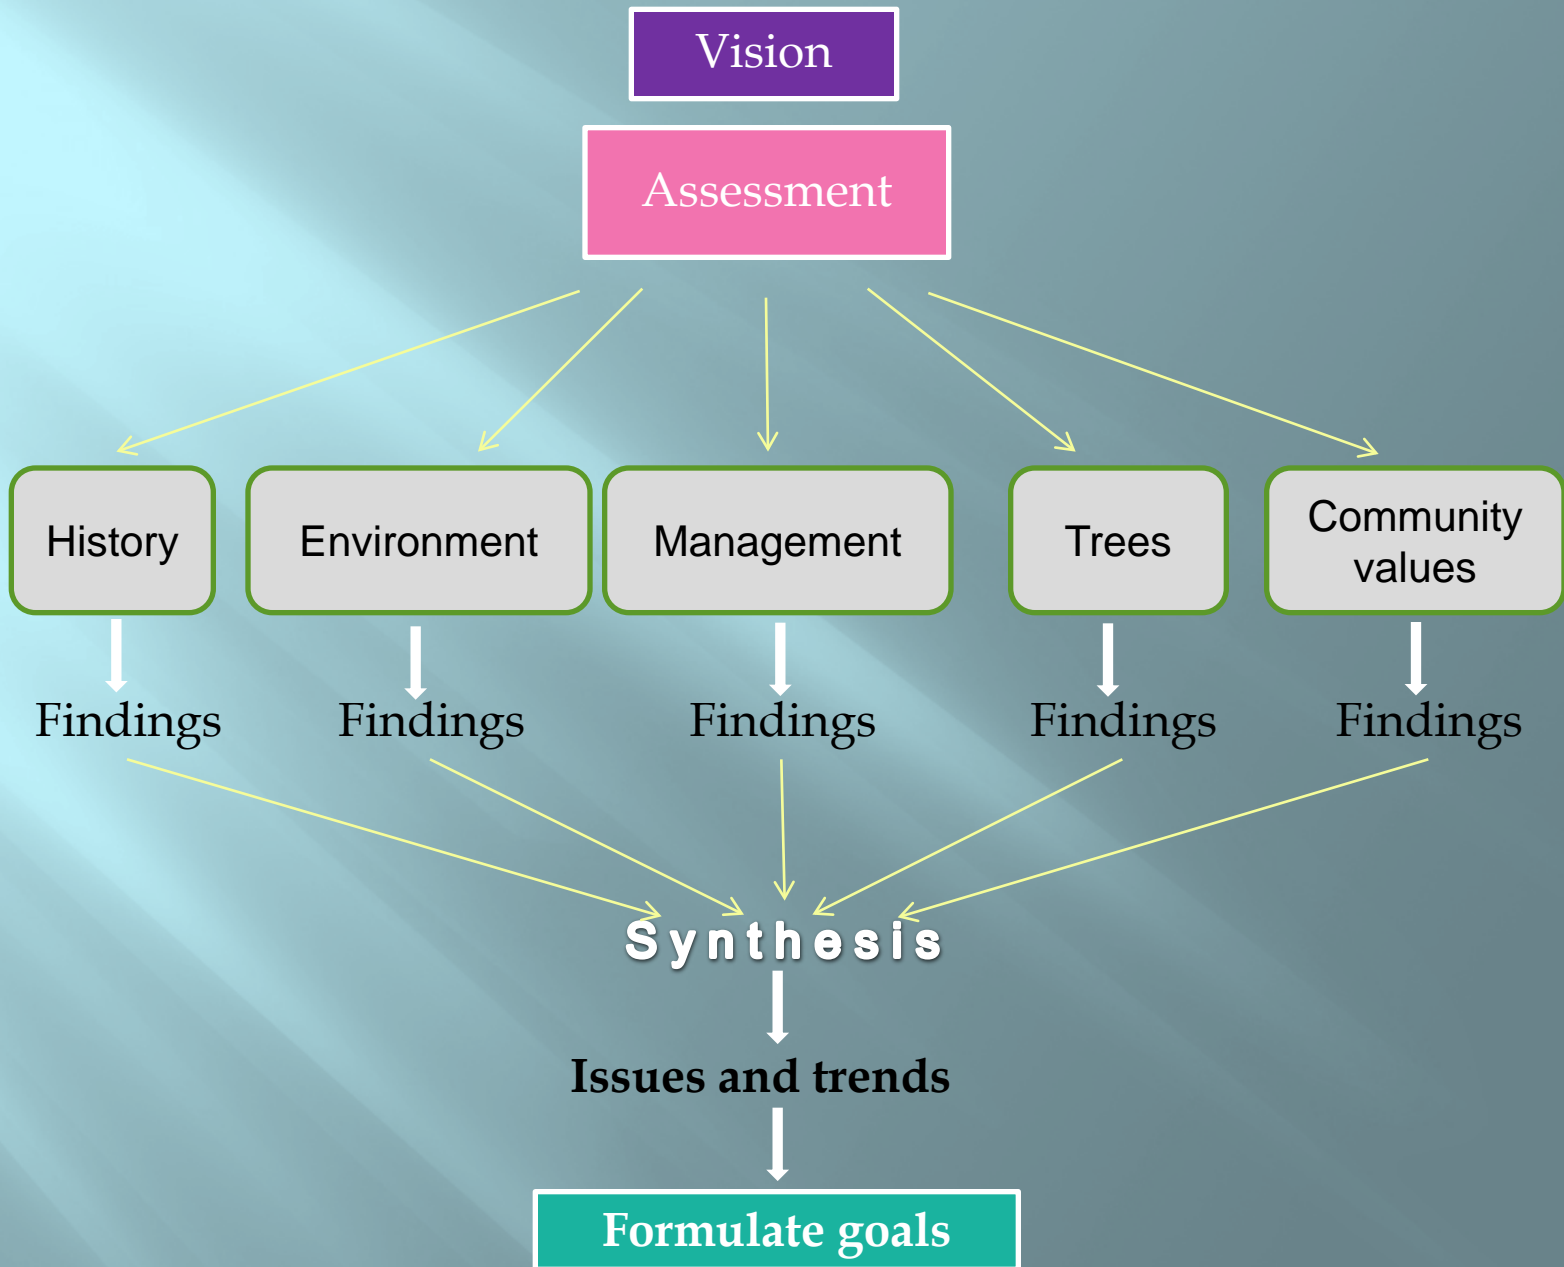 Vision
Assessment
History
Environment
Management
Trees
Community
values
Findings
Findings
Findings
Findings
Findings
Synthesis
Issues and trends
Formulate goals